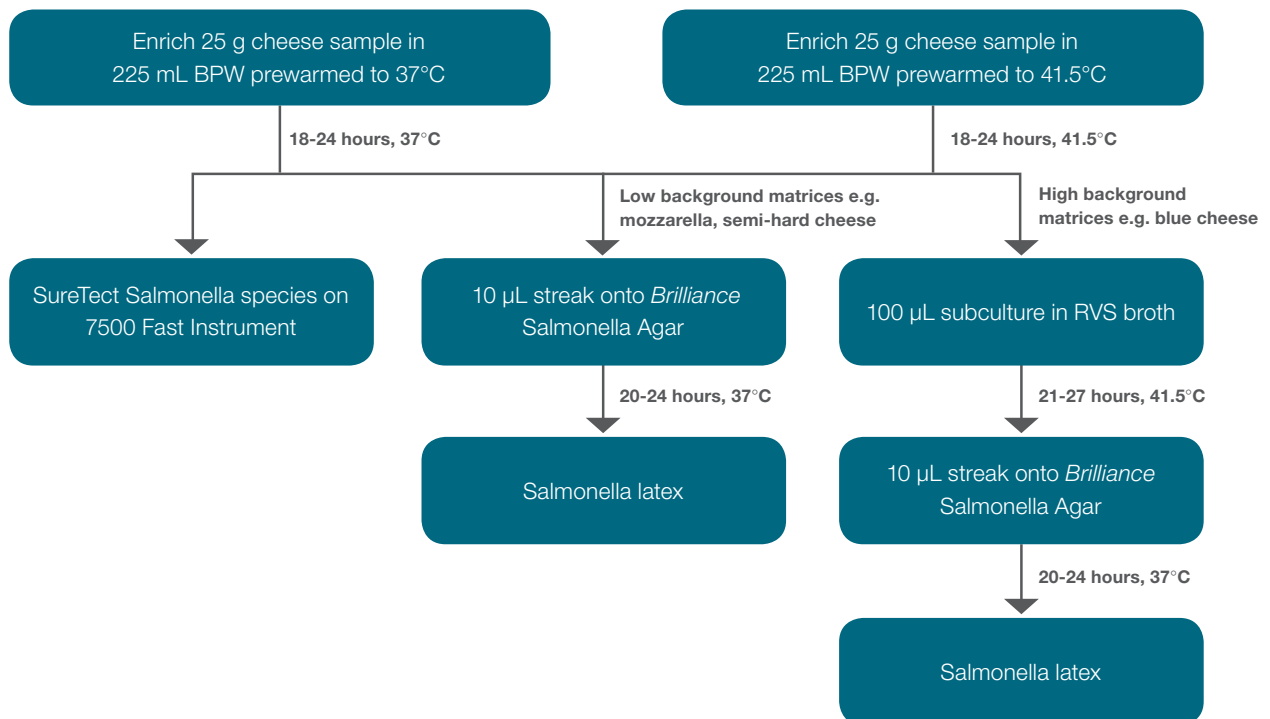 Enrich 25 g cheese sample in
225 mL BPW prewarmed to 37°C
Enrich 25 g cheese sample in
225 mL BPW prewarmed to 41.5°C
18-24 hours, 37°C
18-24 hours, 41.5°C
Low background matrices e.g.
mozzarella, semi-hard cheese
High background
matrices e.g. blue cheese
SureTect Salmonella species on
7500 Fast Instrument
10 µL streak onto Brilliance
Salmonella Agar
100 µL subculture in RVS broth
20-24 hours, 37°C
21-27 hours, 41.5°C
Salmonella latex
10 µL streak onto Brilliance
Salmonella Agar
20-24 hours, 37°C
Salmonella latex